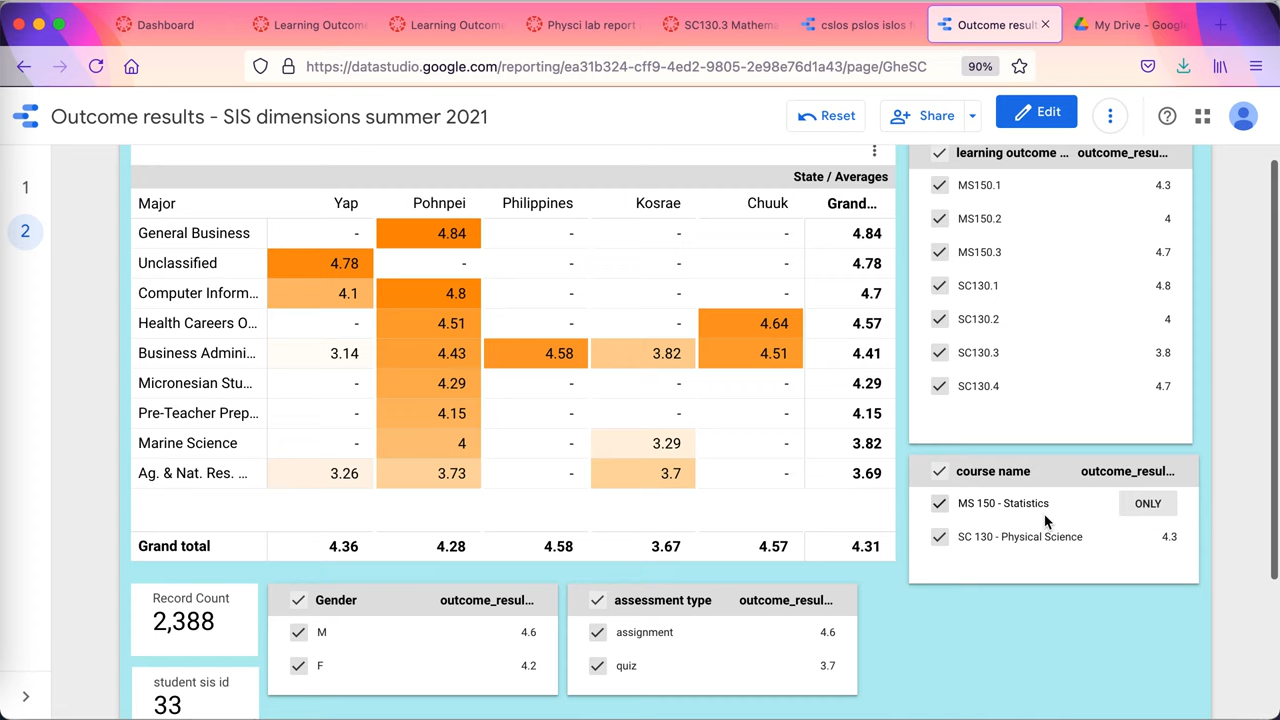 Dashboard
Learning Outcome
Learning Outcome
Physci lab report
SC130.3 Mathema
cslos pslos islos f
Outcome result
My Drive - Google
https://datastudio.google.com/reporting/ea31b324-cff9-4ed2-9805-2e98e76d1a43/page/GheSC
90%
Outcome results - SIS dimensions summer 2021
Reset
Share
Edit
1
2
State / Averages
Major Yap Pohnpei Philippines Kosrae Chuuk Grand...
General Business - 4.84 - - - 4.84
Unclassified 4.78 - - - - 4.78
Computer Inform... 4.1 4.8 - - - 4.7
Health Careers O... - 4.51 - - 4.64 4.57
Business Admini... 3.14 4.43 4.58 3.82 4.51 4.41
Micronesian Stu... - 4.29 - - - 4.29
Pre-Teacher Prep... - 4.15 - - - 4.15
Marine Science - 4 - 3.29 - 3.82
Ag. & Nat. Res. ... 3.26 3.73 - 3.7 - 3.69
Grand total 4.36 4.28 4.58 3.67 4.57 4.31
learning outcome ... outcome_resu...
MS150.1 4.3
MS150.2 4
MS150.3 4.7
SC130.1 4.8
SC130.2 4
SC130.3 3.8
SC130.4 4.7
course name outcome_resul...
MS 150 - Statistics ONLY
SC 130 - Physical Science 4.3
Record Count
2,388
student sis id
33
Gender outcome_resul...
M 4.6
F 4.2
assessment type outcome_resul...
assignment 4.6
quiz 3.7